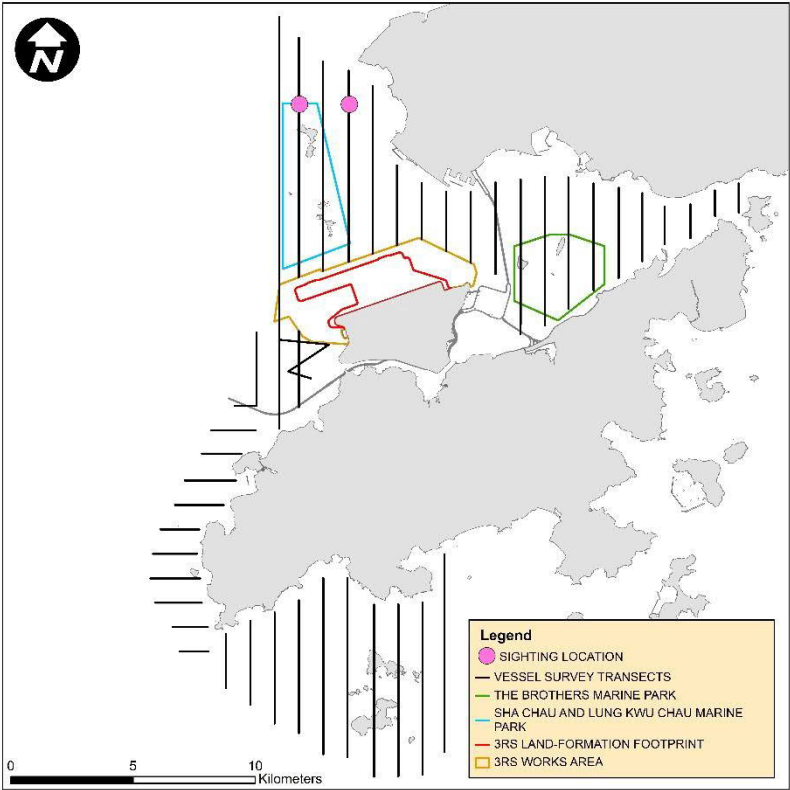 N
Legend
SIGHTING LOCATION
VESSEL SURVEY TRANSECTS
THE BROTHERS MARINE PARK
SHA CHAU AND LUNG KWU CHAU MARINE
PARK
3RS LAND-FORMATION FOOTPRINT
3RS WORKS AREA
0 5 10
Kilometers